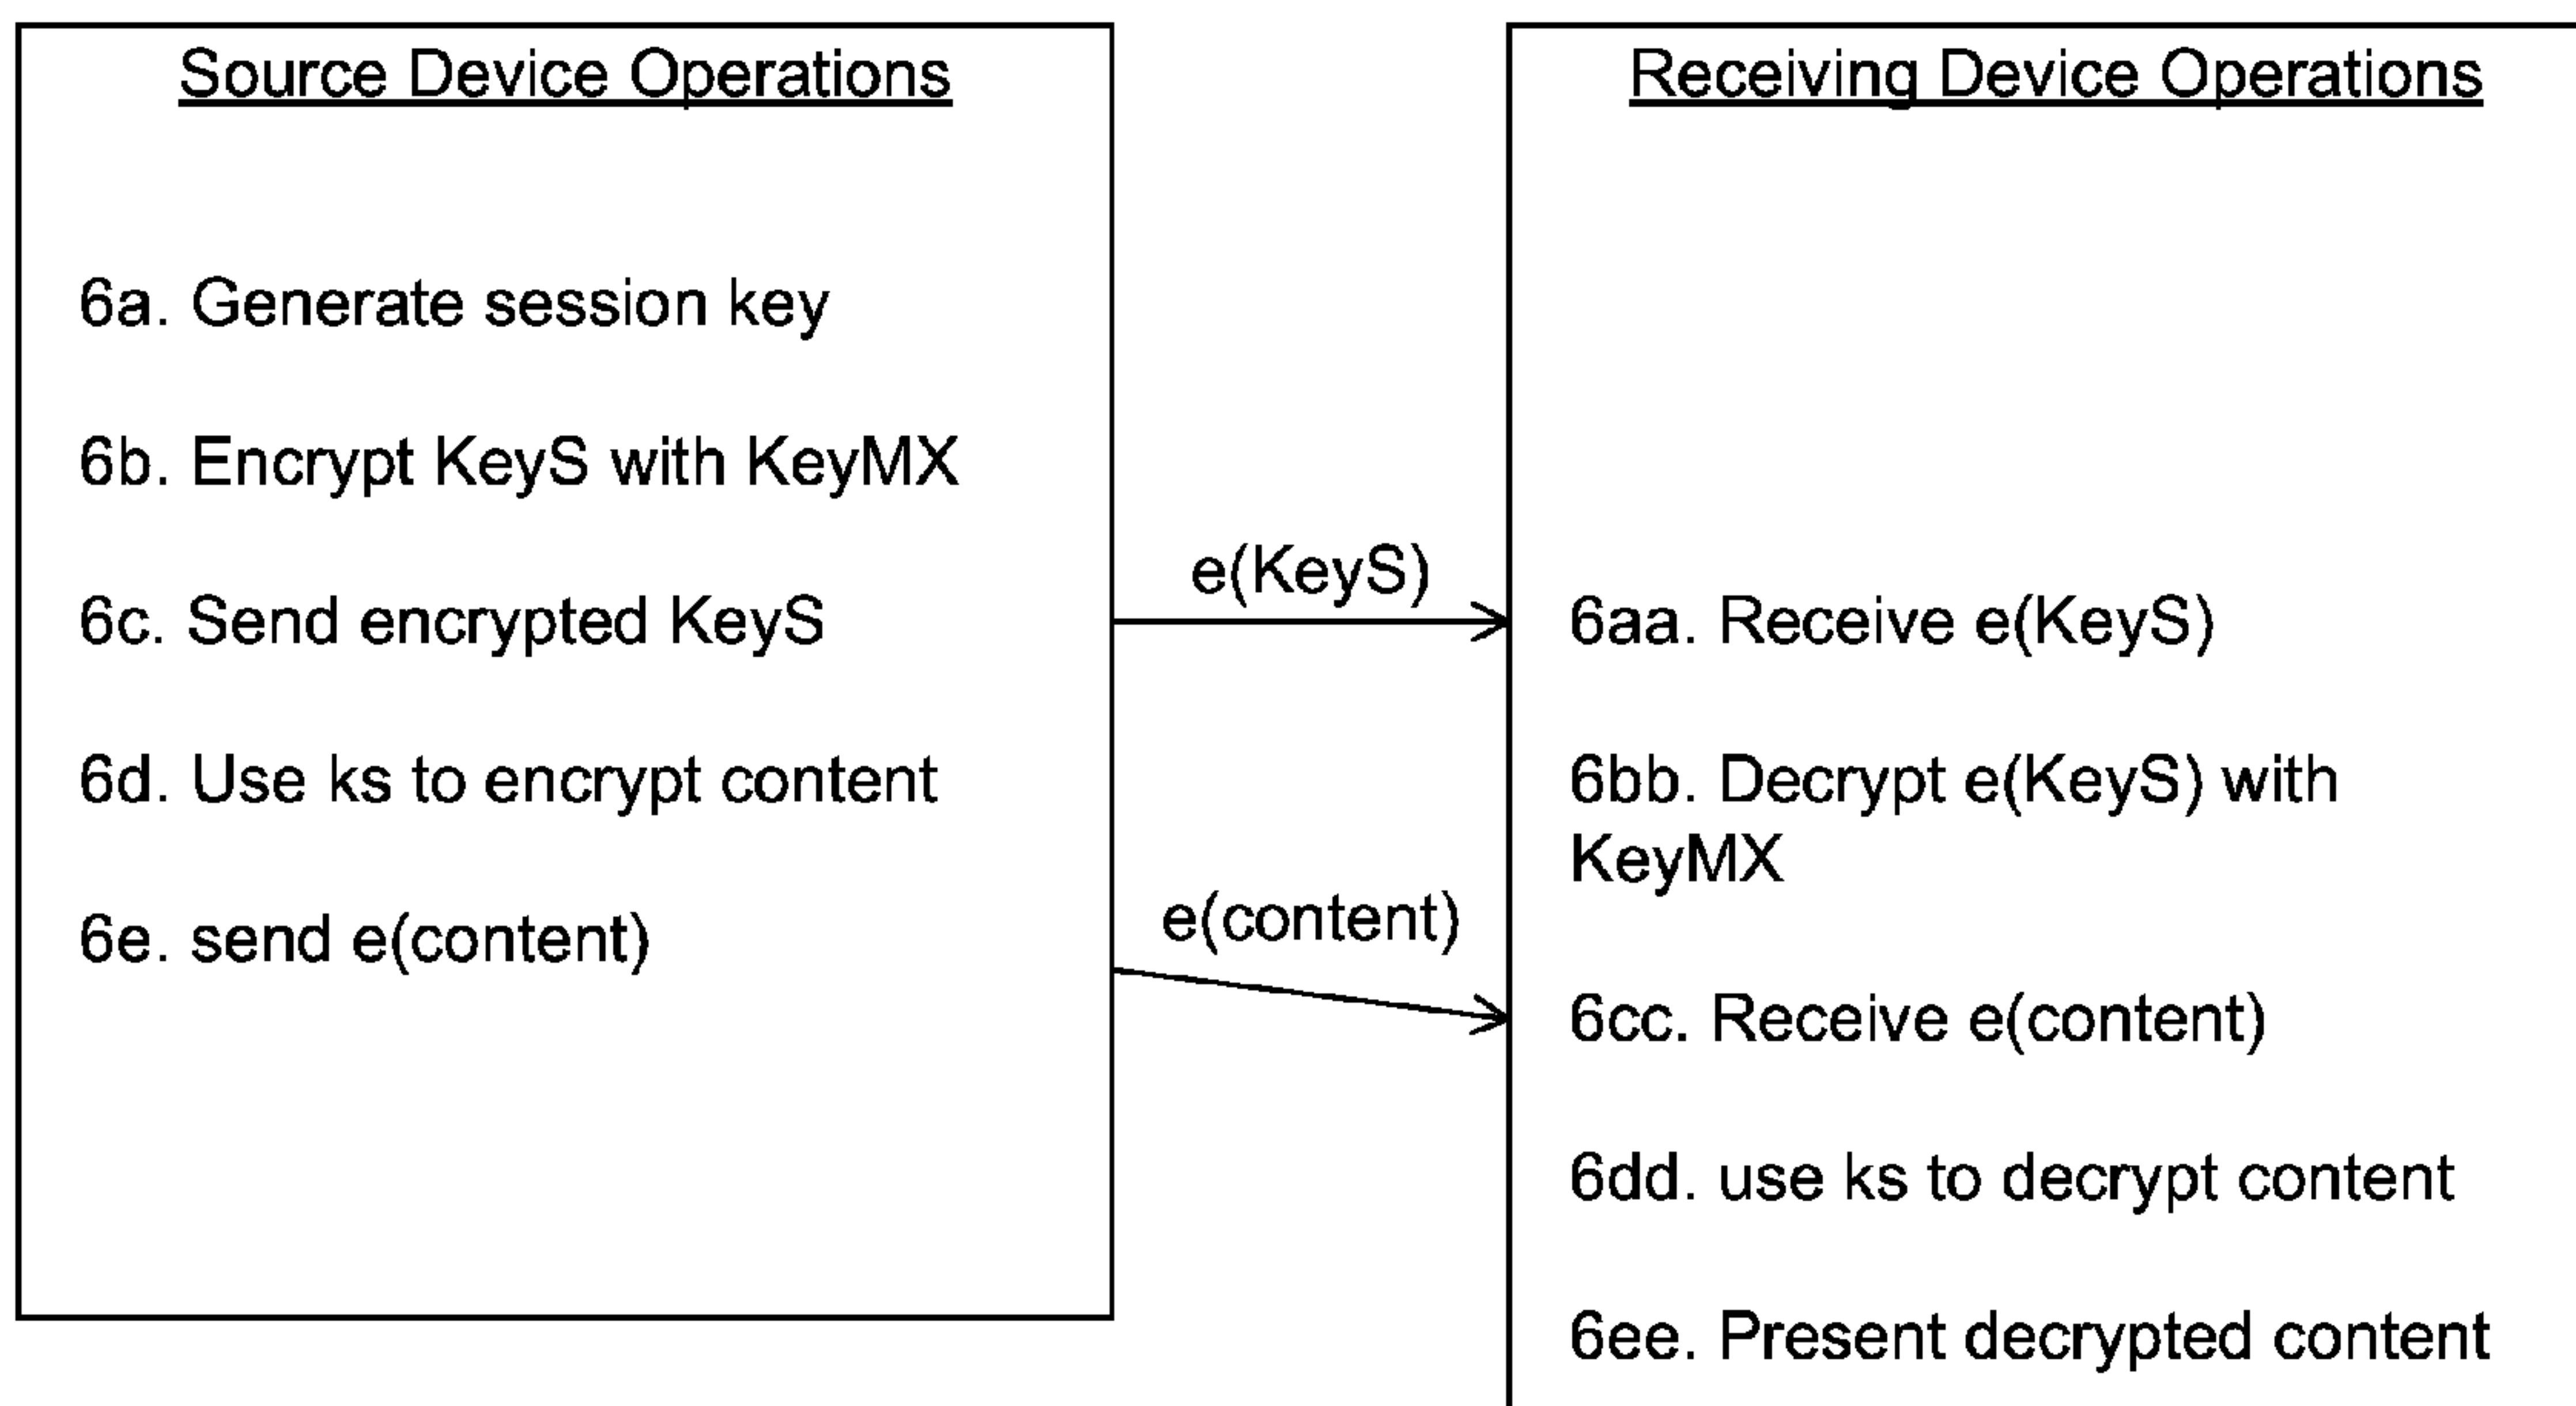 Source Device Operations
6a. Generate session key
6b. Encrypt KeyS with KeyMX
6c. Send encrypted KeyS
6d. Use ks to encrypt content
6e. send e(content)
e(KeyS)
e(content)
Receiving Device Operations
6aa. Receive e(KeyS)
6bb. Decrypt e(KeyS) with
KeyMX
6cc. Receive e(content)
6dd. use ks to decrypt content
6ee. Present decrypted content